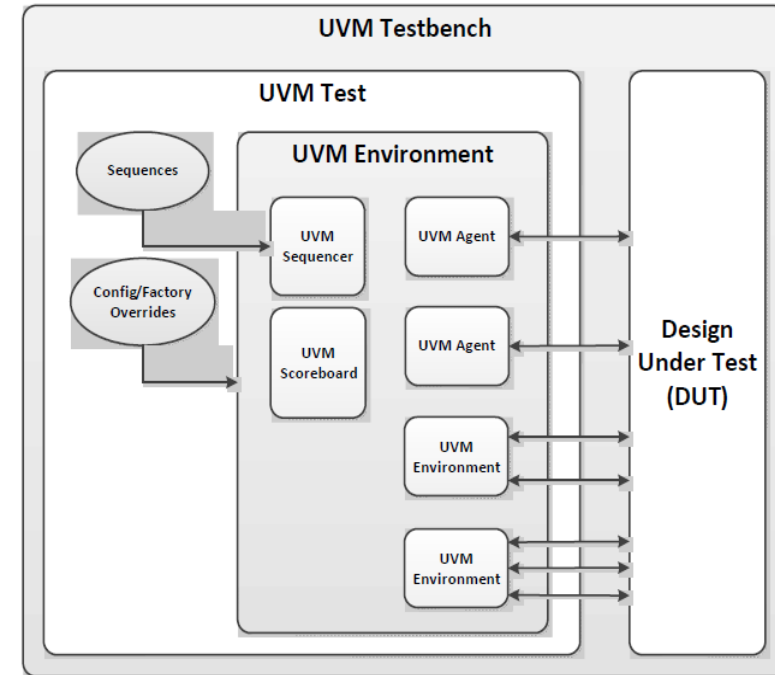 UVM Testbench
UVM Test
Sequences
Config/Factory
Overrides
UVM Environment
UVM
Sequencer
UVM
Scoreboard
UVM Agent
UVM Agent
UVM
Environment
UVM
Environment
Design
Under Test
(DUT)